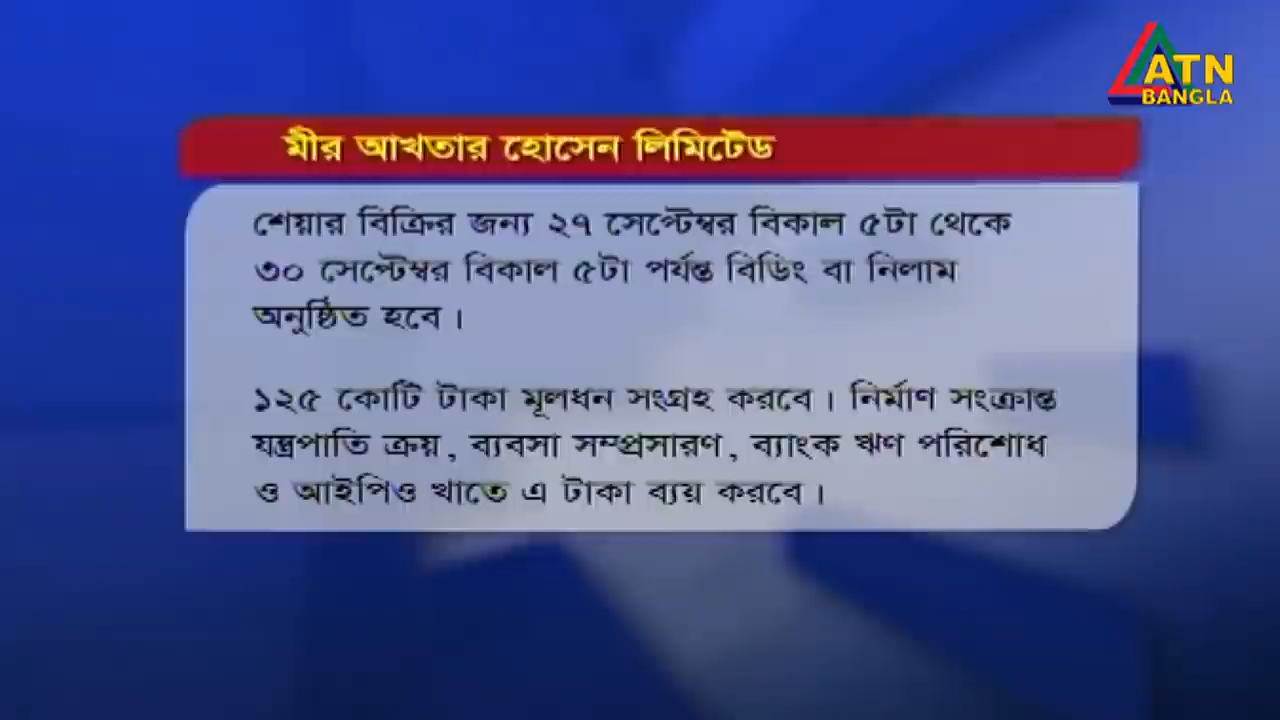 ATN
BANGLA
মীর আখতার হোসেন লিমিটেড
শেয়ার বিক্রির জন্য ২৭ সেপ্টেম্বর বিকাল ৫টা থেকে
৩০ সেপ্টেম্বর বিকাল ৫টা পর্যন্ত বিডিং বা নিলাম
অনুষ্ঠিত হবে।
১২৫ কোটি টাকা মূলধন সংগ্রহ করবে। নির্মাণ সংক্রান্ত
যন্ত্রপাতি ক্রয়, ব্যবসা সম্প্রসারণ, ব্যাংক ঋণ পরিশোধ
ও আইপিও খাতে এ টাকা ব্যয় করবে।